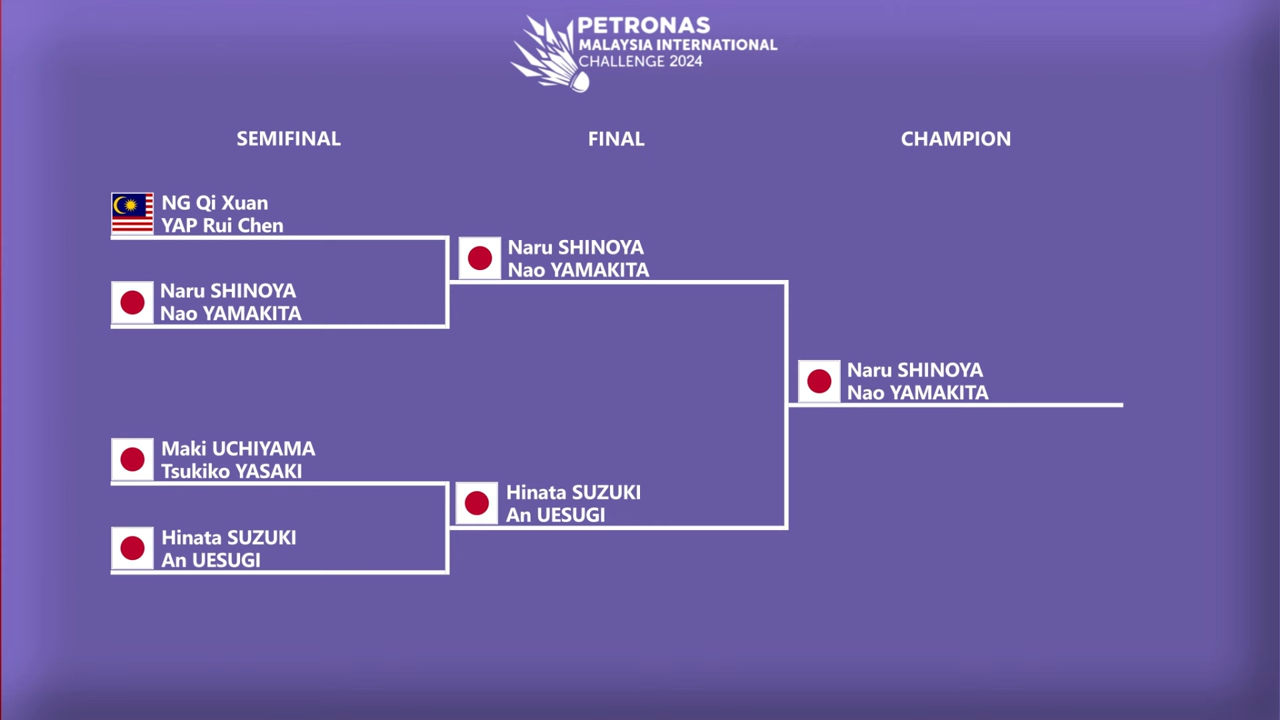 PETRONAS
MALAYSIA INTERNATIONAL
CHALLENGE 2024
SEMIFINAL
FINAL
CHAMPION
NG Qi Xuan
YAP Rui Chen
Naru SHINOYA
Nao YAMAKITA
Maki UCHIYAMA
Tsukiko YASAKI
Hinata SUZUKI
An UESUGI
Naru SHINOYA
Nao YAMAKITA
Hinata SUZUKI
An UESUGI
Naru SHINOYA
Nao YAMAKITA